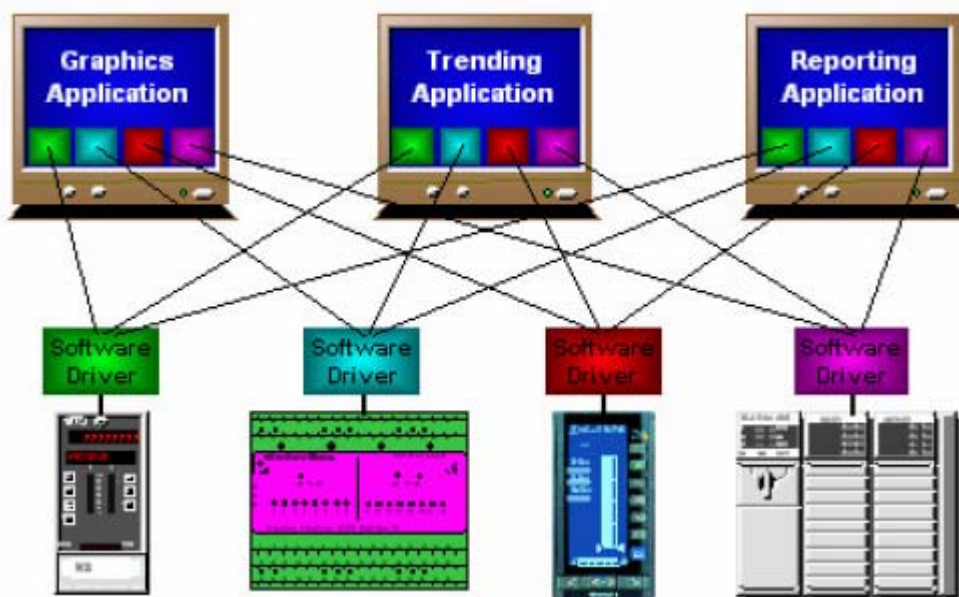 Graphics
Application
Trending
Application
Reporting
Application
Software
Driver
Software
Driver
Software
Driver
Software
Driver